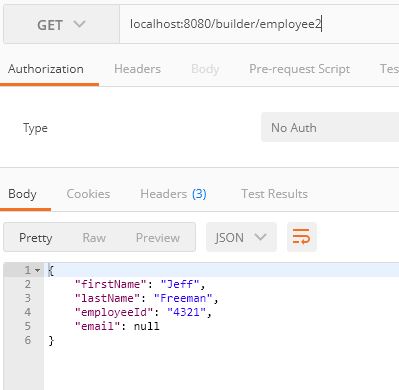 GET localhost:8080/builder/employee2
Authorization Headers Body Pre-request Script Tes
Type No Auth
Body Cookies Headers (3) Test Results
Pretty Raw Preview JSON
1 {
2 "firstName": "Jeff",
3 "lastName": "Freeman",
4 "employeeId": "4321",
5 "email": null
6 }